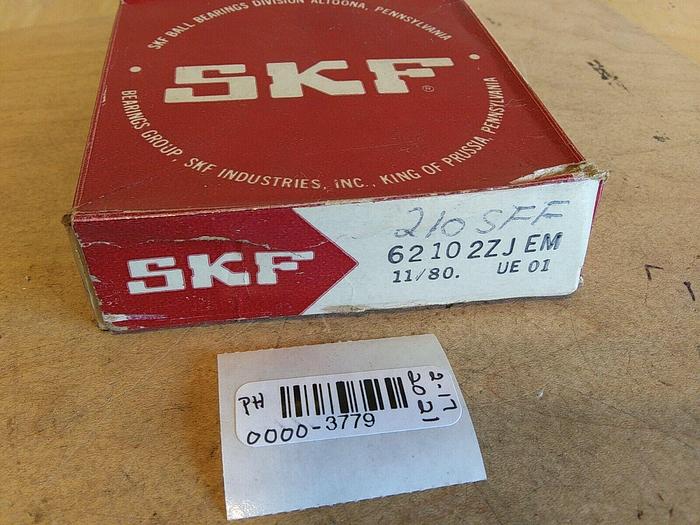 SKF BALL BEARINGS DIVISION ALTOONA, PENNSYLVANIA
SKF®
BEARINGS GROUP, SKF INDUSTRIES, INC., KING OF PRUSSIA, PENNSYLVANIA
SKF
210 SFF
6210 2ZJ EM
11/80. UE 01
PH
0000-3779
2-17
2021